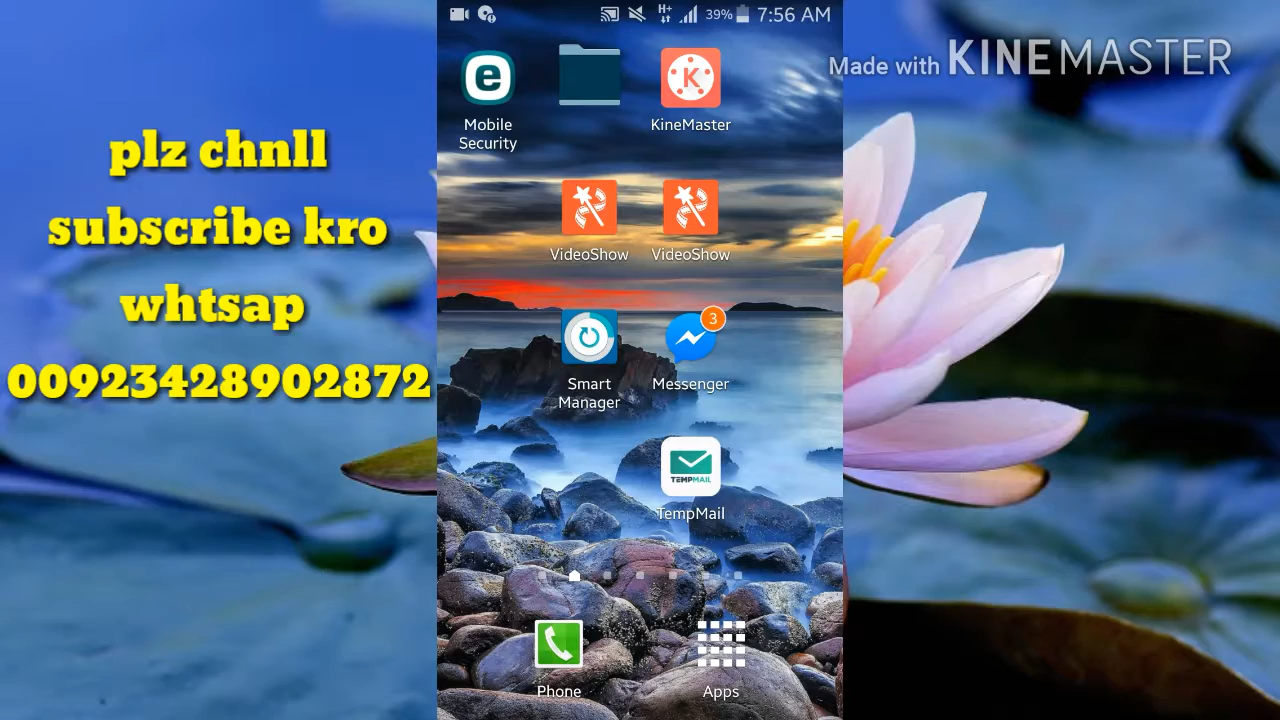 39% 7:56 AM
Made with KINEMASTER
plz chnll
subscribe kro
whtsap
00923428902872
e
Mobile
Security
K
KineMaster
VideoShow
VideoShow
Smart
Manager
3
Messenger
TEMPMAIL
TempMail
Phone
Apps